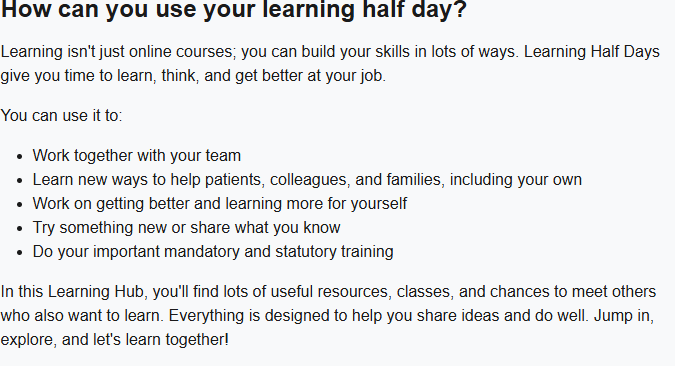 How can you use your learning half day?
Learning isn't just online courses; you can build your skills in lots of ways. Learning Half Days
give you time to learn, think, and get better at your job.
You can use it to:
• Work together with your team
• Learn new ways to help patients, colleagues, and families, including your own
• Work on getting better and learning more for yourself
• Try something new or share what you know
• Do your important mandatory and statutory training
In this Learning Hub, you'll find lots of useful resources, classes, and chances to meet others
who also want to learn. Everything is designed to help you share ideas and do well. Jump in,
explore, and let's learn together!